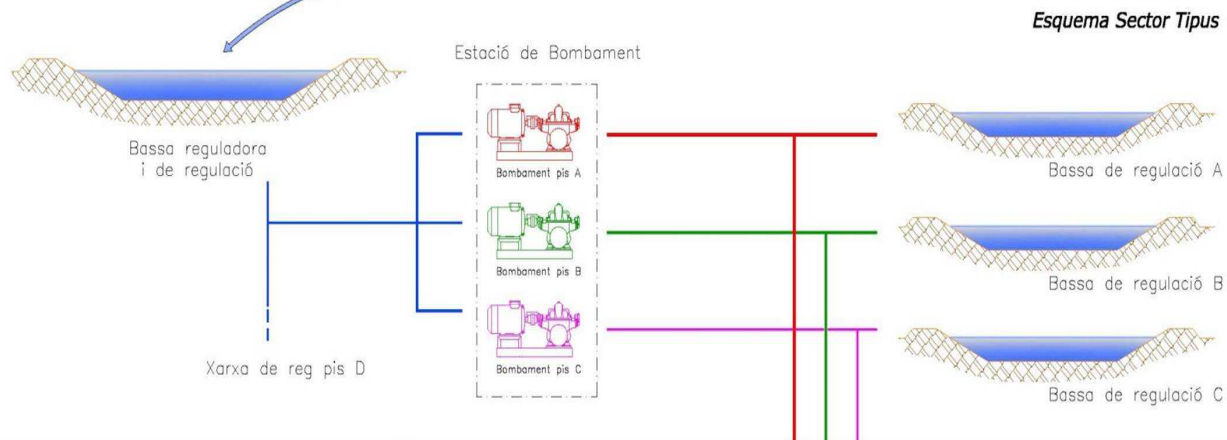 Esquema Sector Tipus
Estació de Bombament
Bassa reguladora
i de regulació
Bombament pis A
Bassa de regulació A
Bombament pis B
Bassa de regulació B
Xarxa de reg pis D
Bombament pis C
Bassa de regulació C